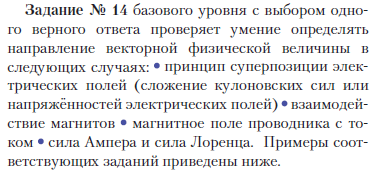 Задание № 14 базового уровня с выбором одно-
го верного ответа проверяет умение определять
направление векторной физической величины в
следующих случаях: • принцип суперпозиции элек-
трических полей (сложение кулоновских сил или
напряжённостей электрических полей) • взаимодей-
ствие магнитов • магнитное поле проводника с то-
ком • сила Ампера и сила Лоренца. Примеры соот-
ветствующих заданий приведены ниже.